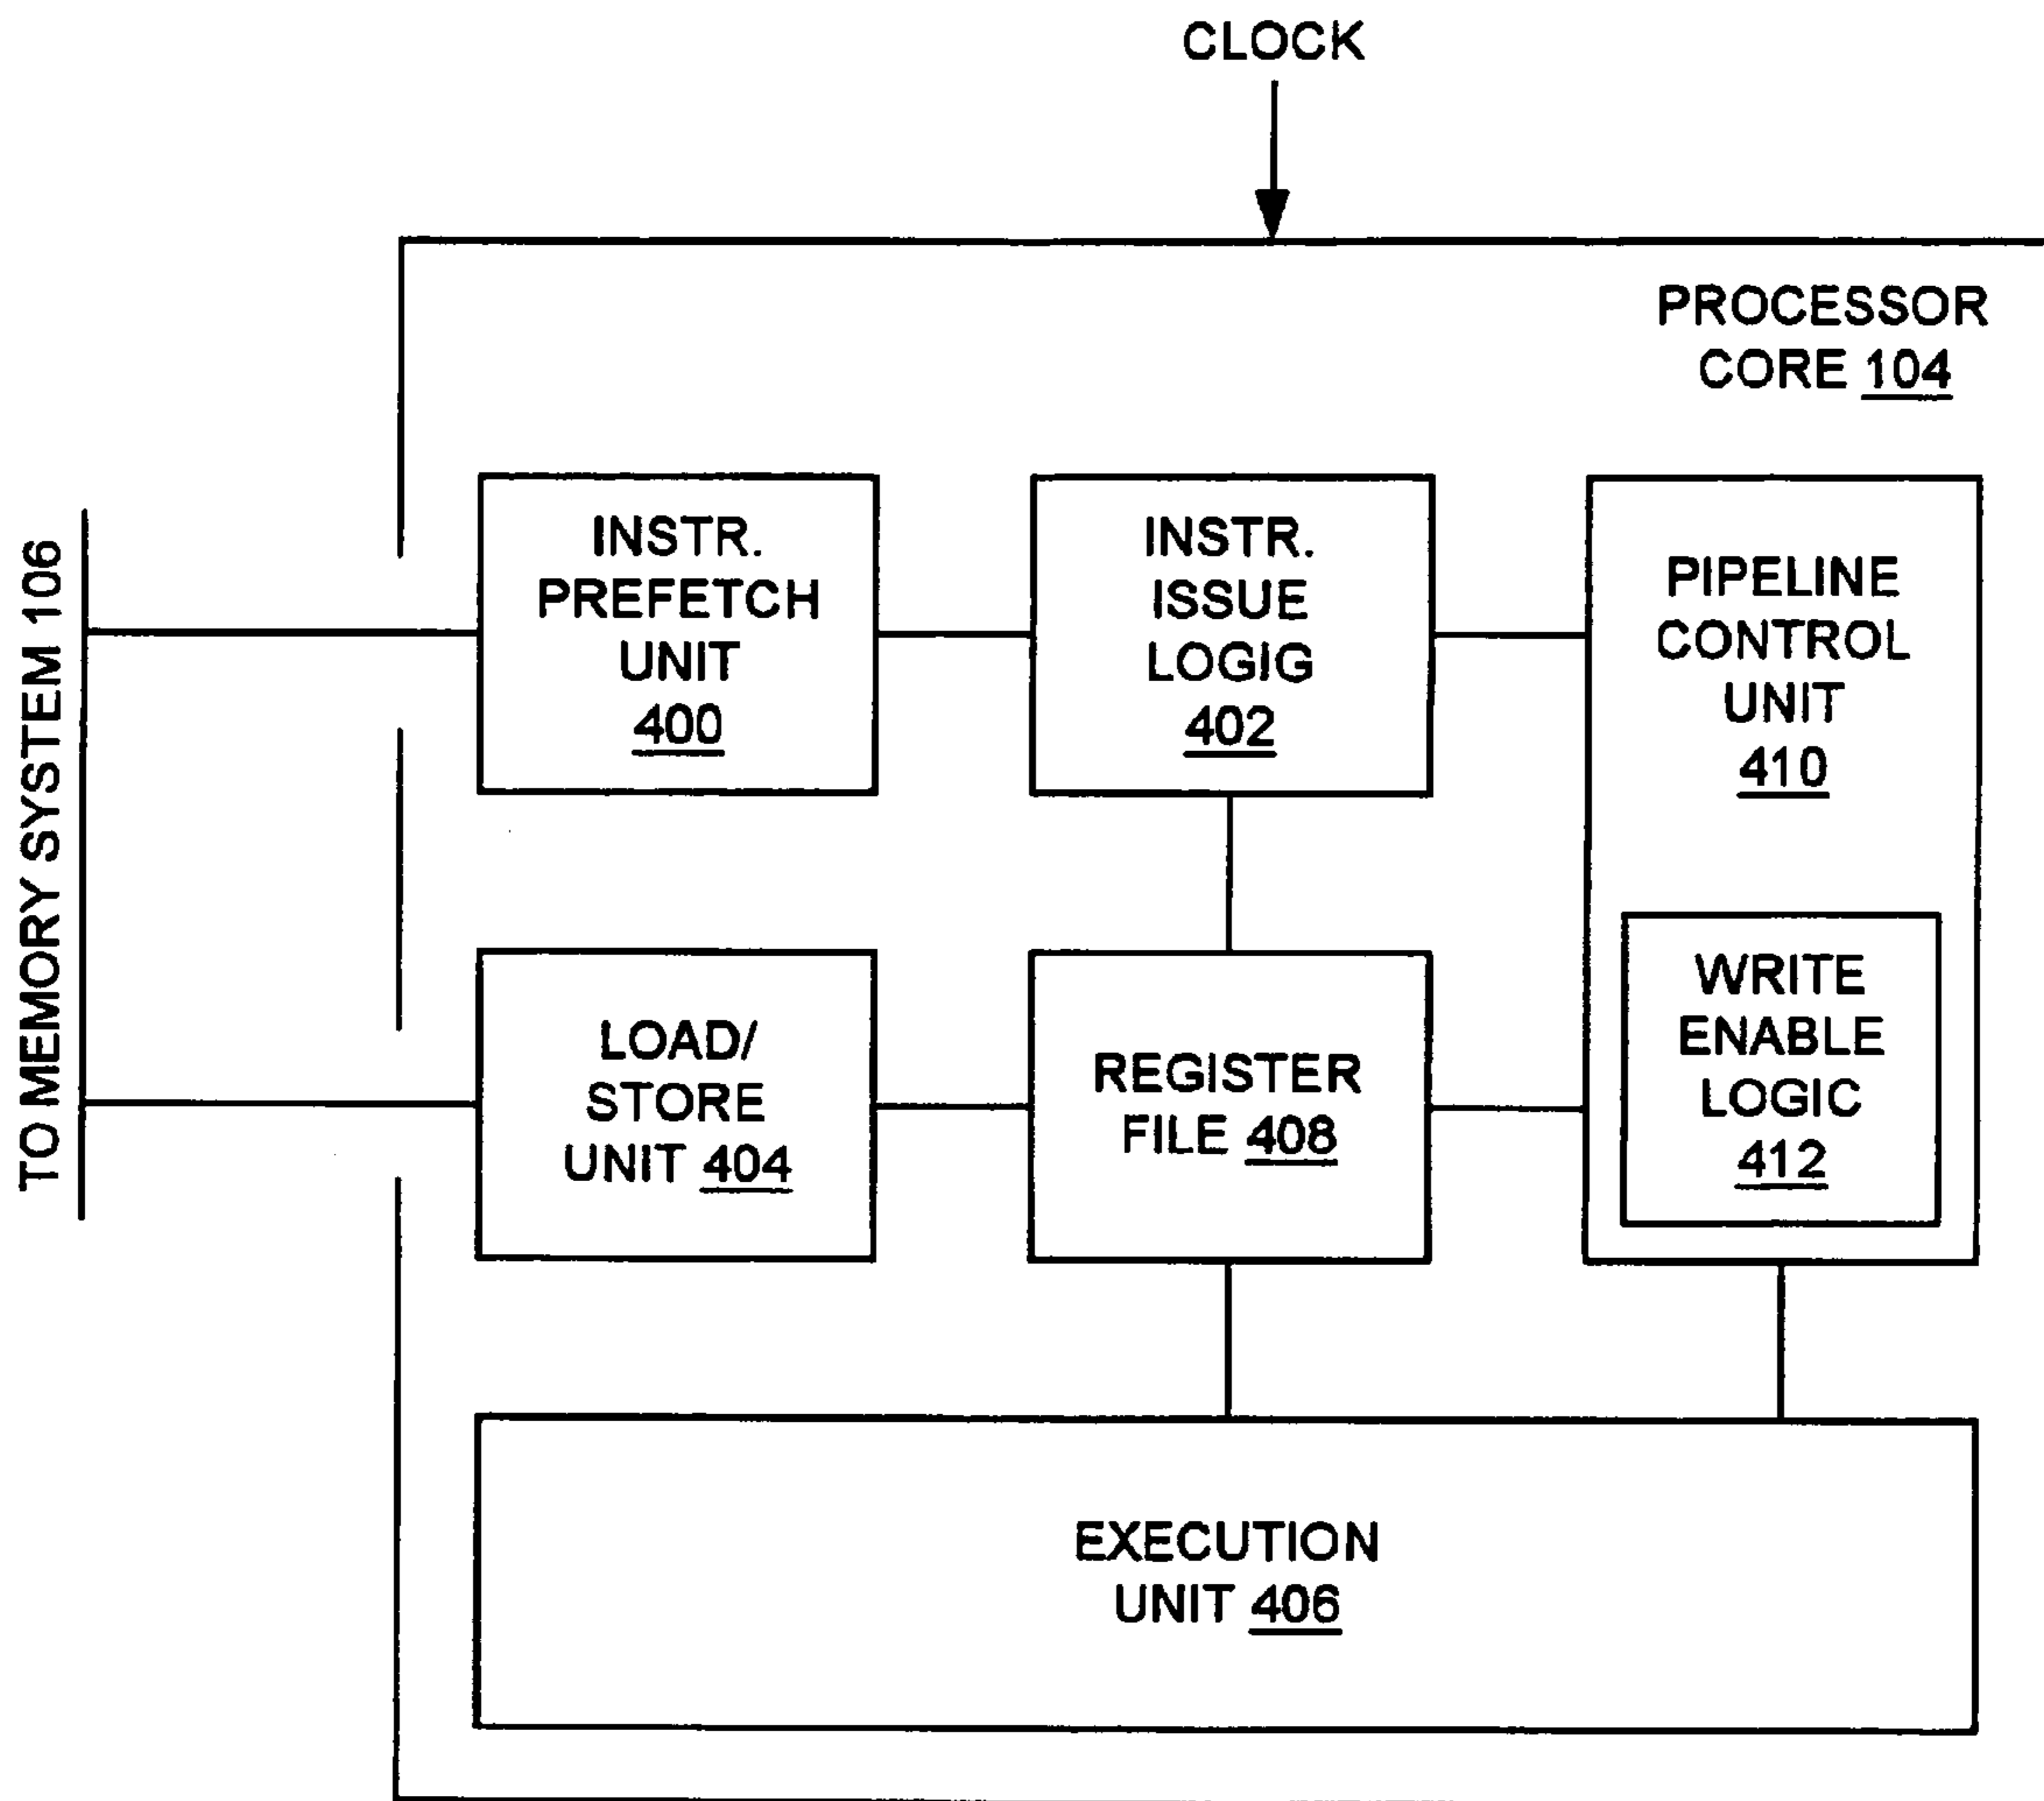 CLOCK
PROCESSOR
CORE 104
TO MEMORY SYSTEM 106
INSTR.
PREFETCH
UNIT
400
INSTR.
ISSUE
LOGIG
402
PIPELINE
CONTROL
UNIT
410
LOAD/
STORE
UNIT 404
REGISTER
FILE 408
WRITE
ENABLE
LOGIC
412
EXECUTION
UNIT 406